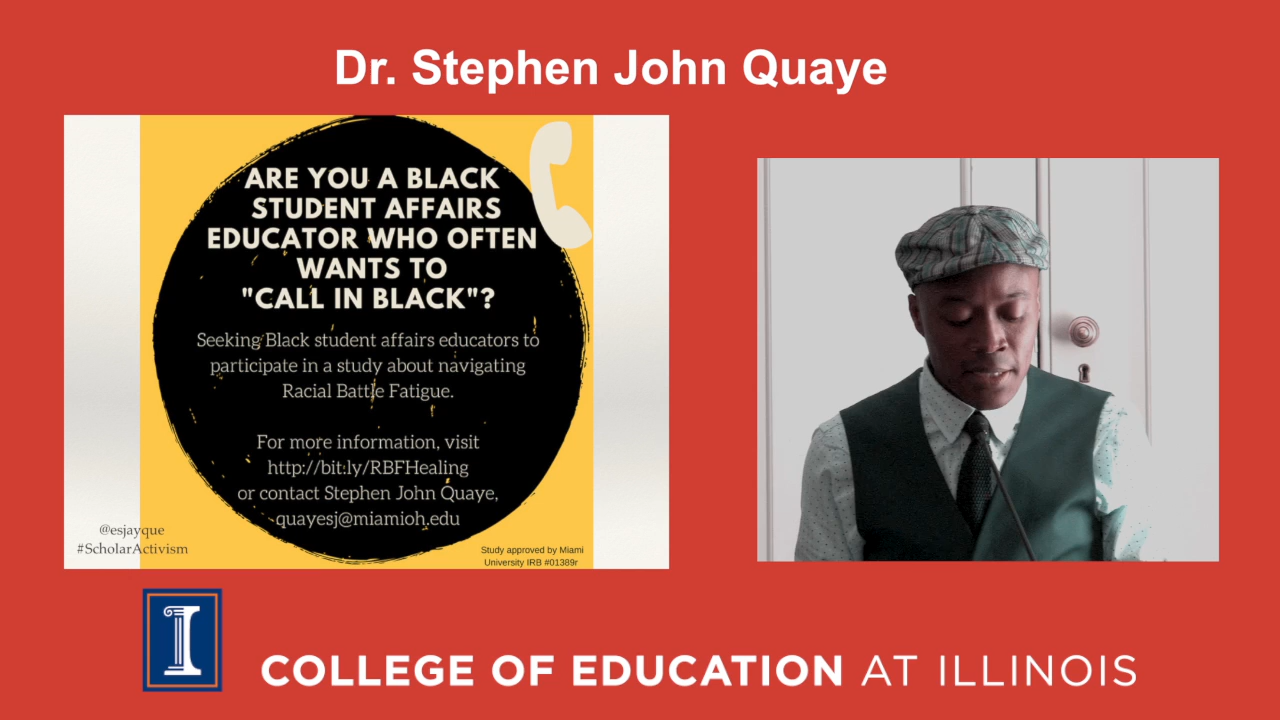 Dr. Stephen John Quaye
ARE YOU A BLACK
STUDENT AFFAIRS
EDUCATOR WHO OFTEN
WANTS TO
"CALL IN BLACK"?
Seeking Black student affairs educators to
participate in a study about navigating
Racial Battle Fatigue.
For more information, visit
http://bit.ly/RBFHealing
or contact Stephen John Quaye,
quayesj@miamioh.edu
@esjayque
#ScholarActivism
Study approved by Miami
University IRB #01389r
I
COLLEGE OF EDUCATION AT ILLINOIS